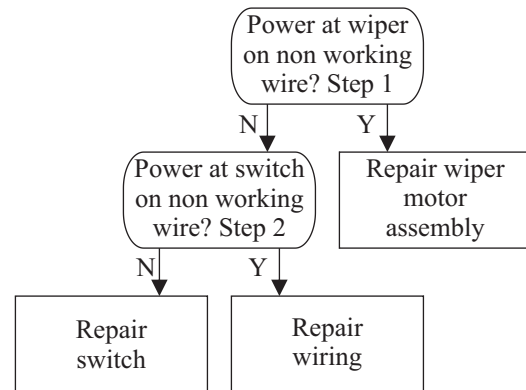 Power at wiper
on non working
wire? Step 1
N
Y
Power at switch
on non working
wire? Step 2
Repair wiper
motor
assembly
N
Y
Repair
switch
Repair
wiring